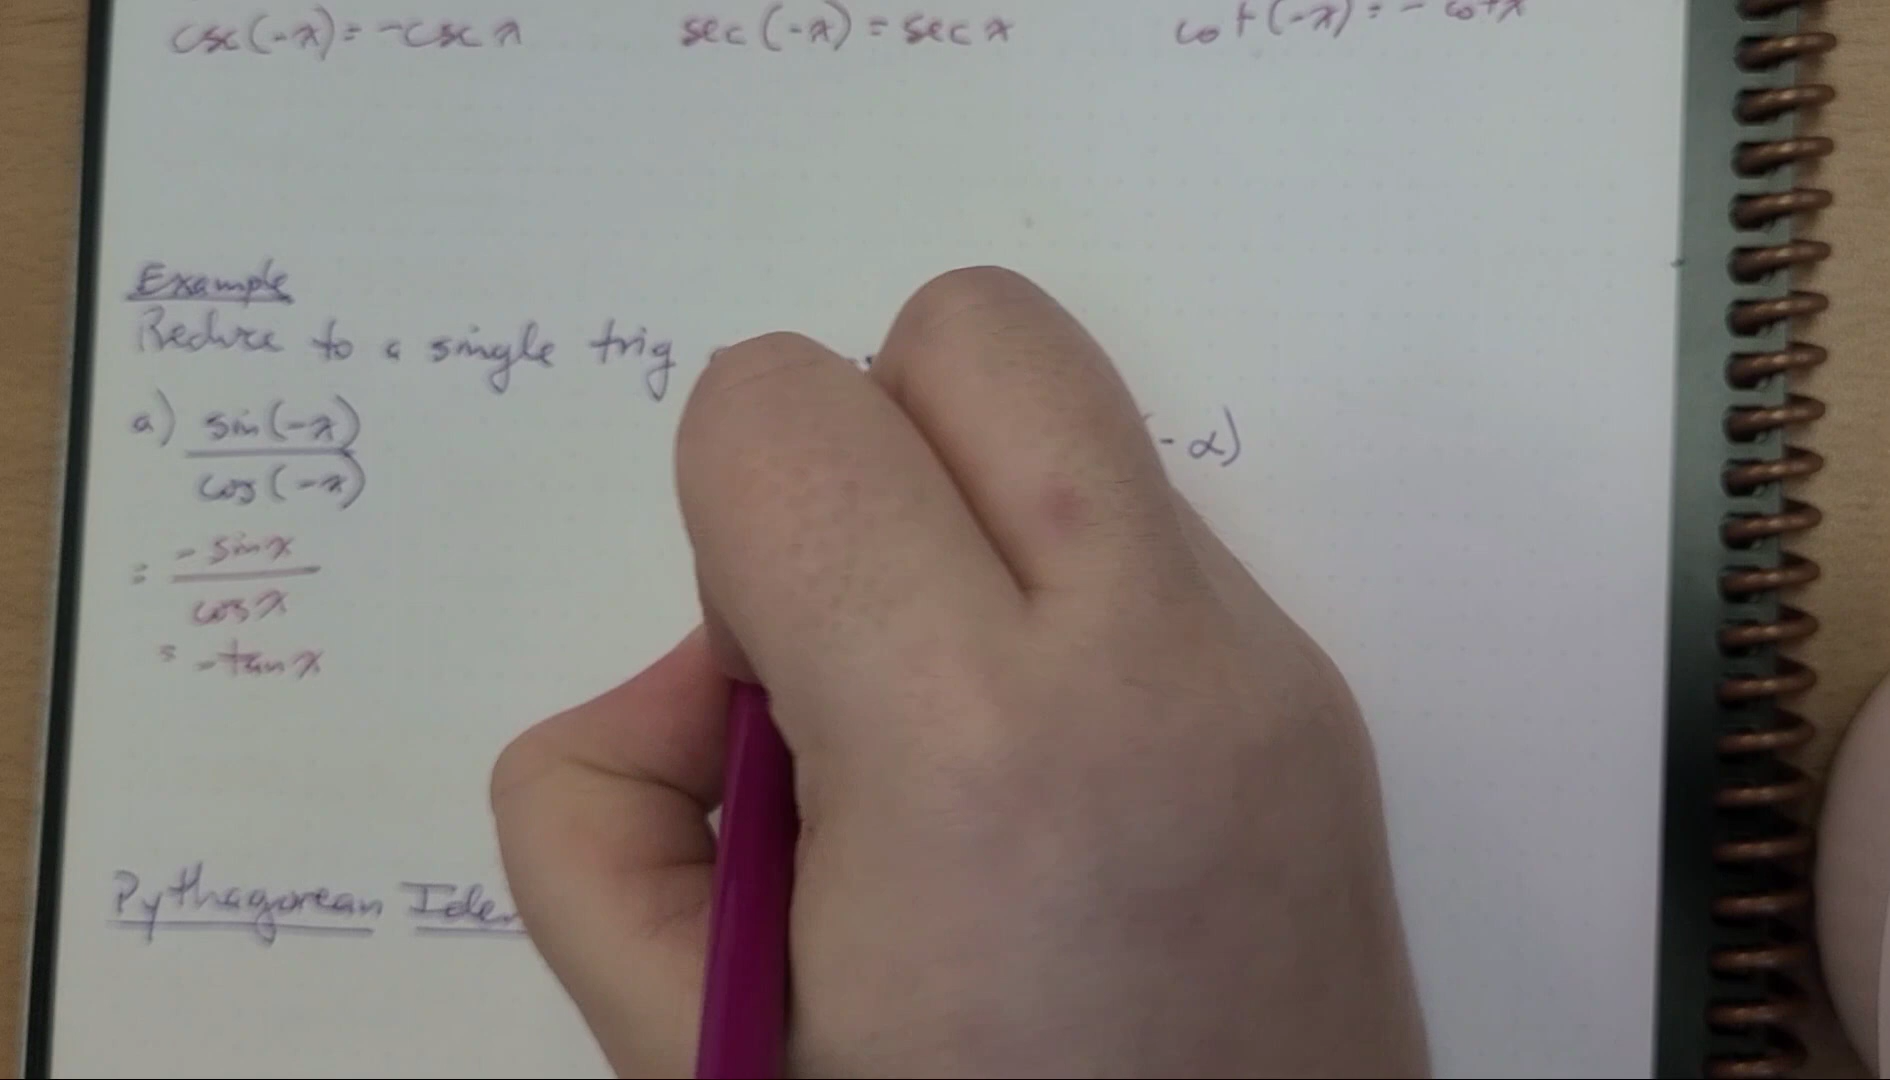 csc(-x) = -csc x sec(-x) = sec x cot(-x) = - cot x
Example
Reduce to a single trig
a) sin(-x)
cos(-x)
= -sin x
cos x
= -tan x
(-α)
Pythagorean